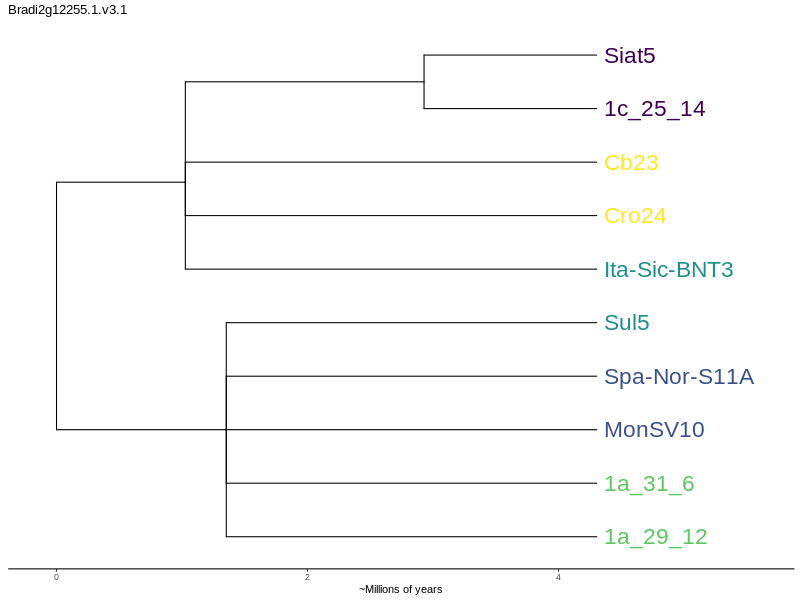 Bradi2g12255.1.v3.1
Siat5
1c_25_14
Cb23
Cro24
Ita-Sic-BNT3
Sul5
Spa-Nor-S11A
MonSV10
1a_31_6
1a_29_12
0 2 4
~Millions of years